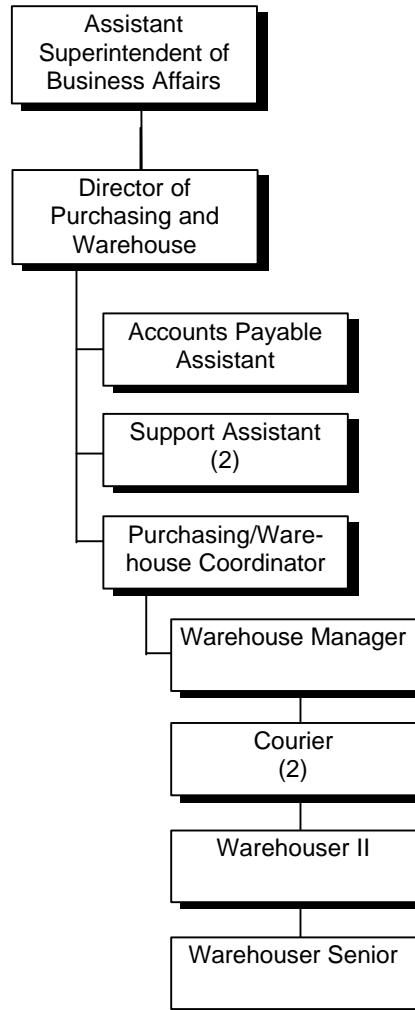 Assistant
Superintendent of
Business Affairs
Director of
Purchasing and
Warehouse
Accounts Payable
Assistant
Support Assistant
(2)
Purchasing/Ware-
house Coordinator
Warehouse Manager
Courier
(2)
Warehouser II
Warehouser Senior